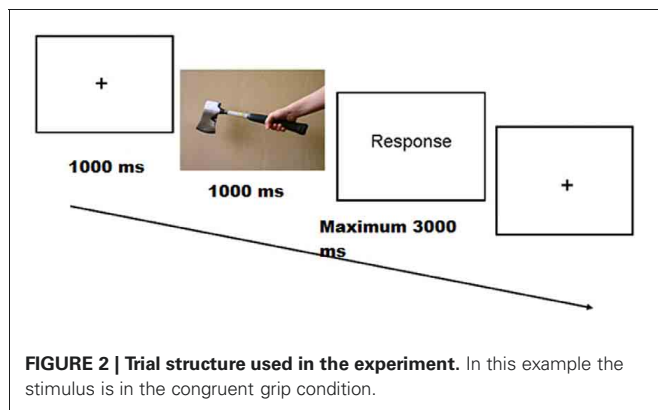 +
1000 ms
1000 ms
Response
Maximum 3000
ms
+
FIGURE 2 | Trial structure used in the experiment. In this example the
stimulus is in the congruent grip condition.